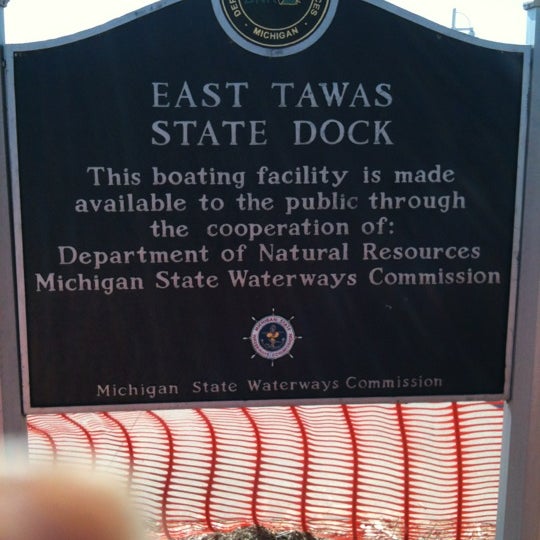 MICHIGAN
EAST TAWAS
STATE DOCK
This boating facility is made
available to the public through
the cooperation of:
Department of Natural Resources
Michigan State Waterways Commission
Michigan State Waterways Commission